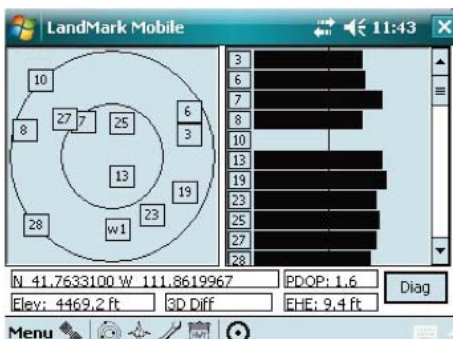 LandMark Mobile 11:43
10
27 7 25 6
8 3
13
19
28 23
w1
3
6
7
8
10
13
19
23
25
27
28
N 41.7633100 W 111.8619967 PDOP: 1.6
Elev: 4469.2 ft 3D Diff EHE: 9.4 ft
Diag
Menu